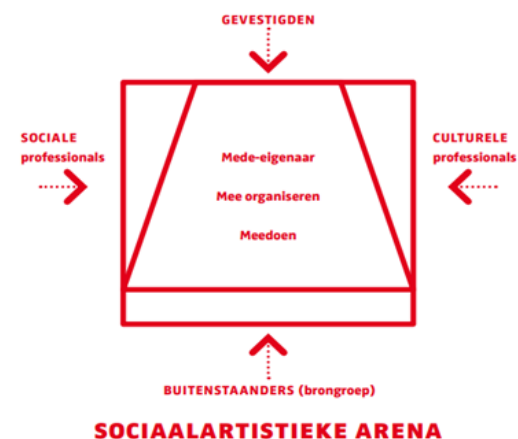 GEVESTIGDEN
SOCIALE
professionals
CULTURELE
professionals
Mede-eigenaar
Mee organiseren
Meedoen
BUITENSTAANDERS (brongroep)
SOCIAALARTISTIEKE ARENA